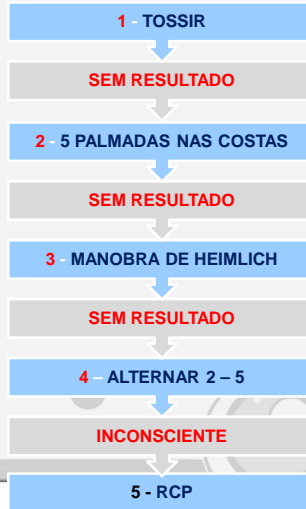 1 - TOSSIR
SEM RESULTADO
2 - 5 PALMADAS NAS COSTAS
SEM RESULTADO
3 - MANOBRA DE HEIMLICH
SEM RESULTADO
4 – ALTERNAR 2 – 5
INCONSCIENTE
5 - RCP